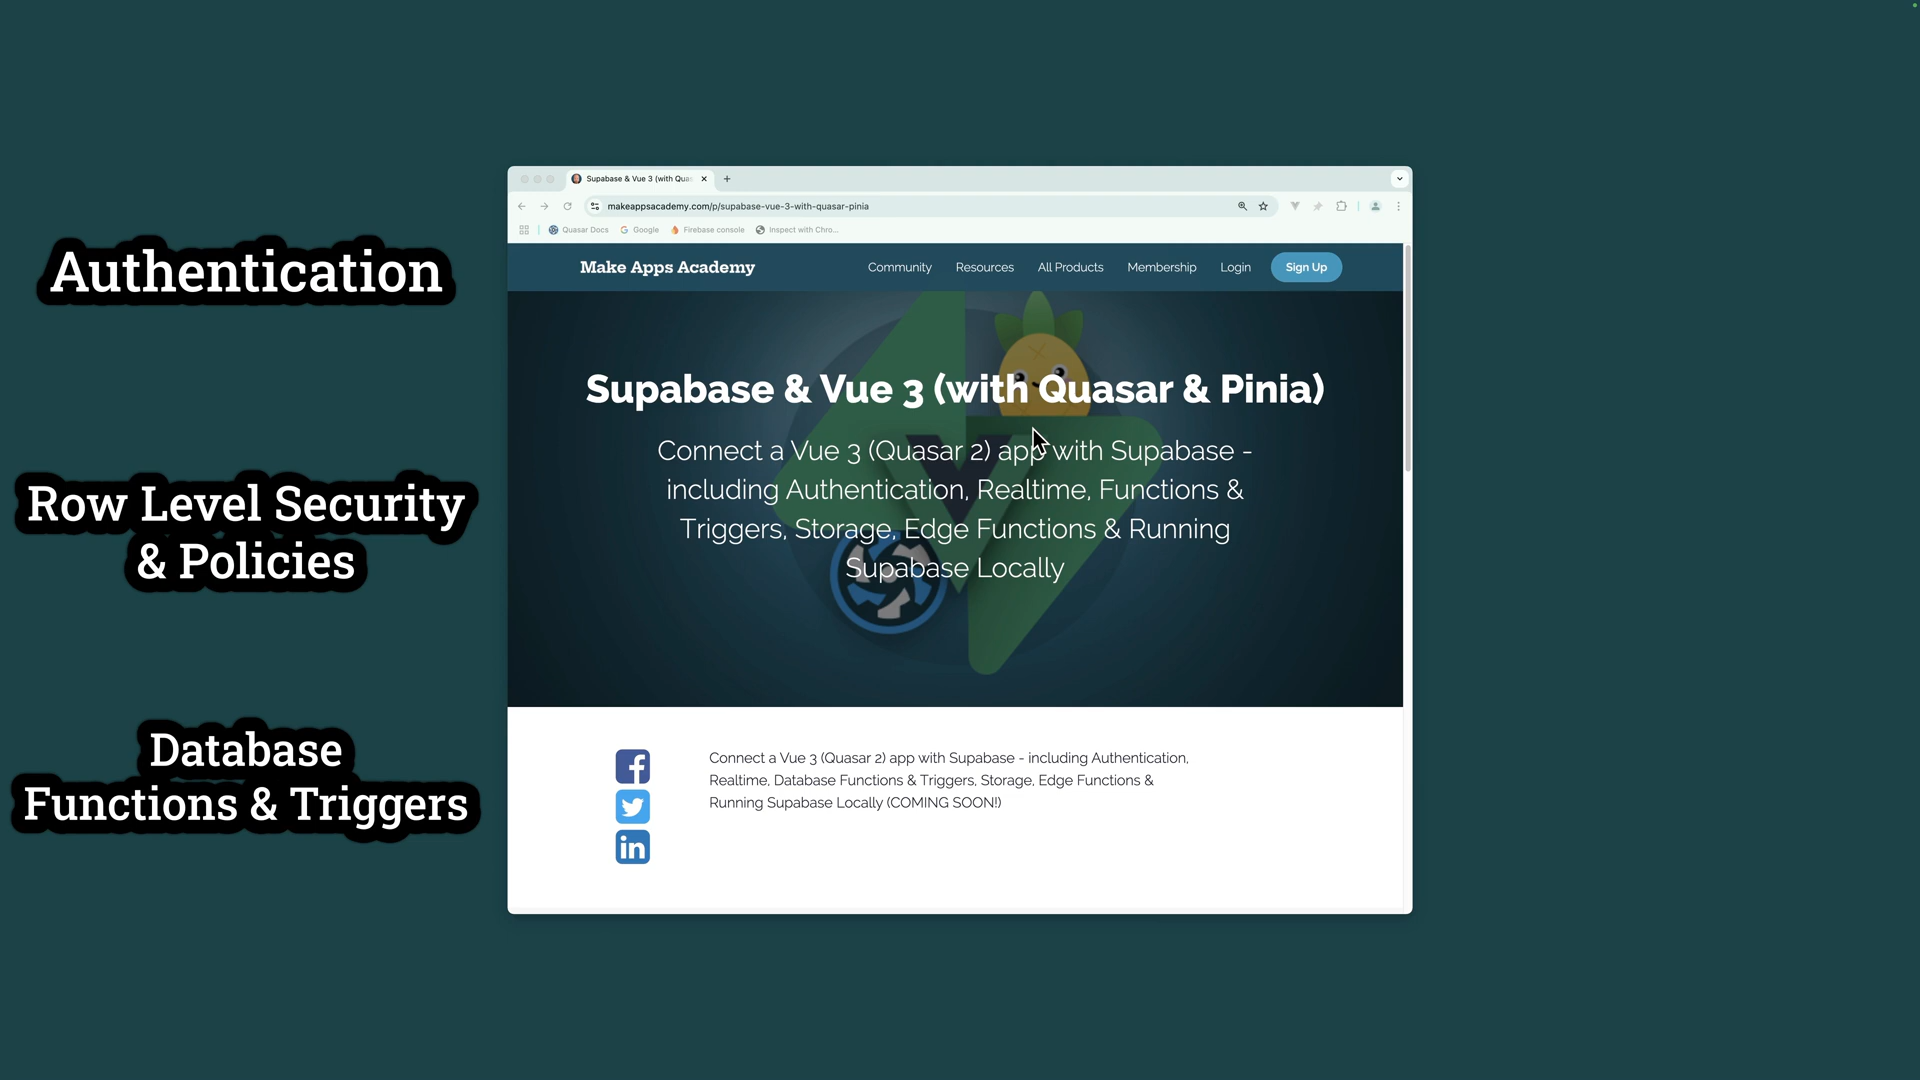 Authentication
Row Level Security
& Policies
Database
Functions & Triggers
Supabase & Vue 3 (with Quas
makeappsacademy.com/p/supabase-vue-3-with-quasar-pinia
Quasar Docs
Google
Firebase console
Inspect with Chro...
Make Apps Academy
Community
Resources
All Products
Membership
Login
Sign Up
Supabase & Vue 3 (with Quasar & Pinia)
Connect a Vue 3 (Quasar 2) app with Supabase -
including Authentication, Realtime, Functions &
Triggers, Storage, Edge Functions & Running
Supabase Locally
Connect a Vue 3 (Quasar 2) app with Supabase - including Authentication,
Realtime, Database Functions & Triggers, Storage, Edge Functions &
Running Supabase Locally (COMING SOON!)